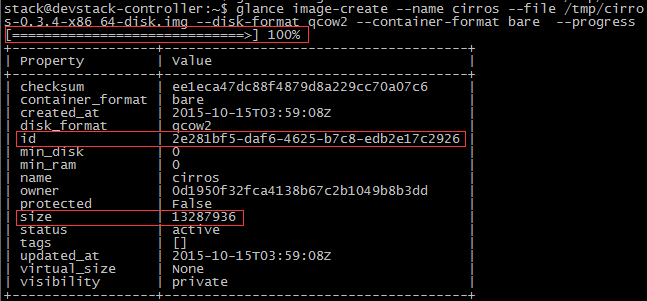 stack@devstack-controller:~$ glance image-create --name cirros --file /tmp/cirro
s-0.3.4-x86_64-disk.img --disk-format qcow2 --container-format bare  --progress
[=============================>] 100%
+------------------+--------------------------------------+
| Property         | Value                                |
+------------------+--------------------------------------+
| checksum         | ee1eca47dc88f4879d8a229cc70a07c6     |
| container_format | bare                                 |
| created_at       | 2015-10-15T03:59:08Z                 |
| disk_format      | qcow2                                |
| id               | 2e281bf5-daf6-4625-b7c8-edb2e17c2926 |
| min_disk         | 0                                    |
| min_ram          | 0                                    |
| name             | cirros                               |
| owner            | 0d1950f32fca4138b67c2b1049b8b3dd     |
| protected        | False                                |
| size             | 13287936                             |
| status           | active                               |
| tags             | []                                   |
| updated_at       | 2015-10-15T03:59:08Z                 |
| virtual_size     | None                                 |
| visibility       | private                              |
+------------------+--------------------------------------+